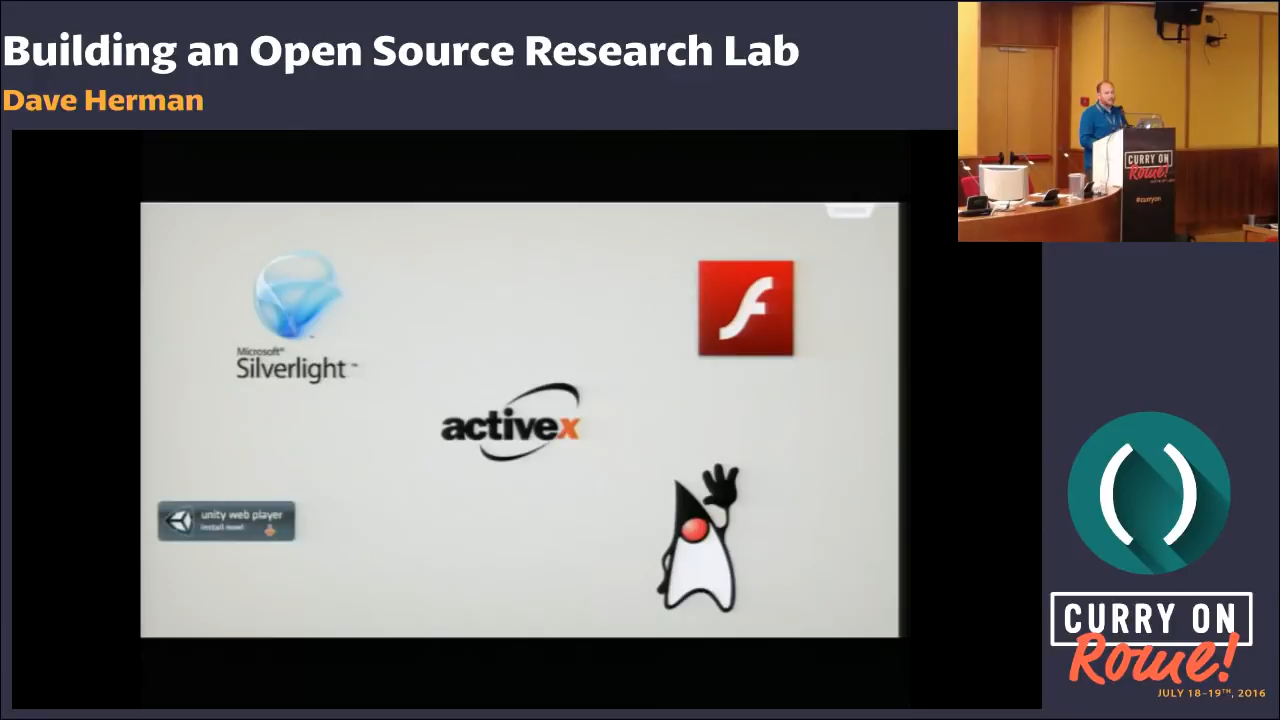 Building an Open Source Research Lab
Dave Herman
CURRY ON
Rome!
#curryon
Microsoft®
Silverlight™
activex
unity web player
install now!
CURRY ON
Rome!
JULY 18-19TH, 2016